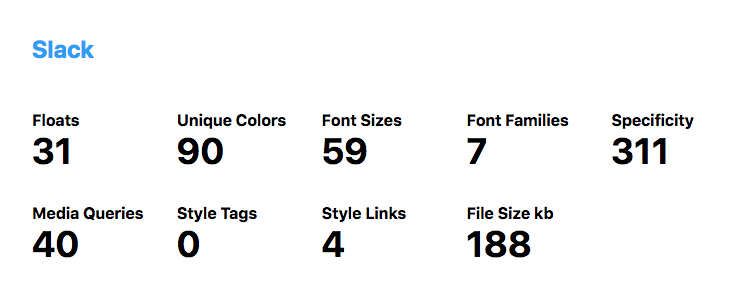 Slack
Floats Unique Colors Font Sizes Font Families Specificity
31 90 59 7 311
Media Queries Style Tags Style Links File Size kb
40 0 4 188